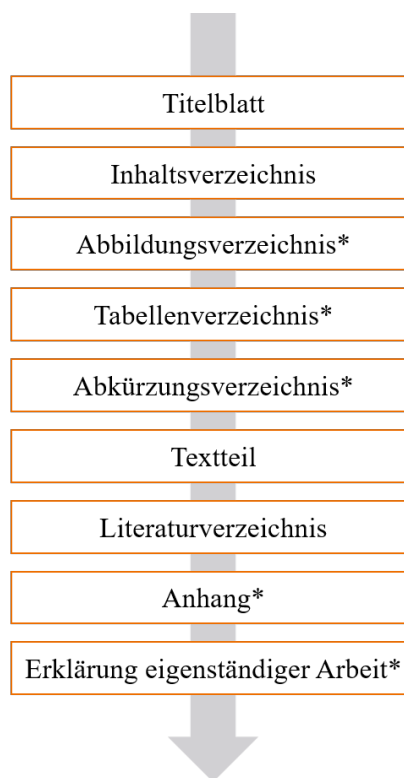 Titelblatt
Inhaltsverzeichnis
Abbildungsverzeichnis*
Tabellenverzeichnis*
Abkürzungsverzeichnis*
Textteil
Literaturverzeichnis
Anhang*
Erklärung eigenständiger Arbeit*